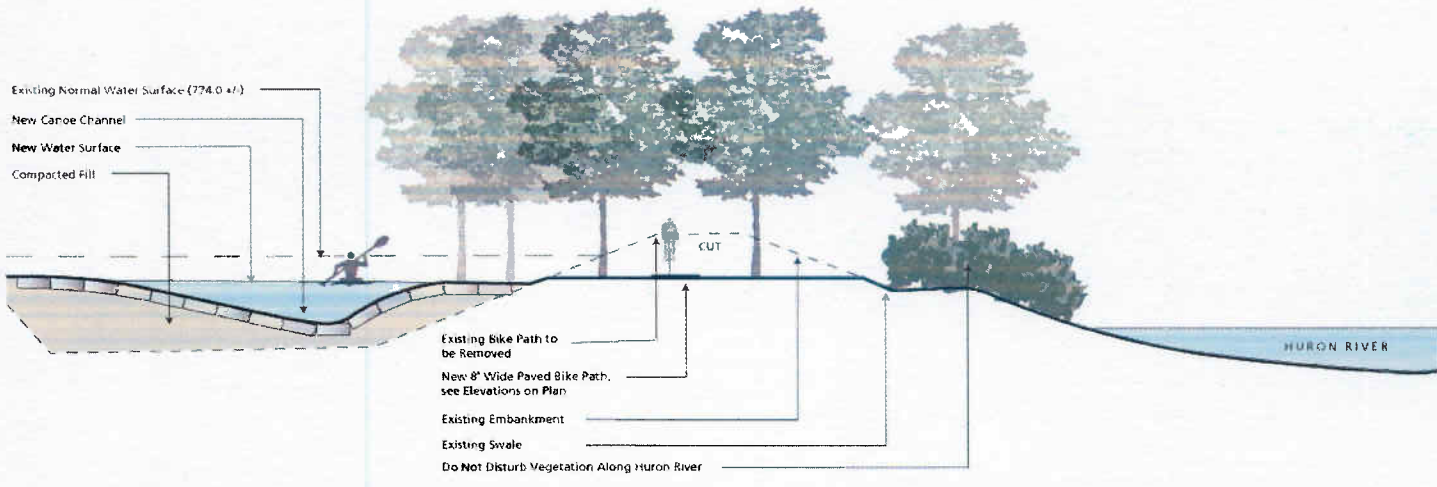 Existing Normal Water Surface (774.0 +/-)
New Canoe Channel
New Water Surface
Compacted Fill
CUT
Existing Bike Path to
be Removed
New 8" Wide Paved Bike Path,
see Elevations on Plan
Existing Embankment
Existing Swale
Do Not Disturb Vegetation Along Huron River
HURON RIVER